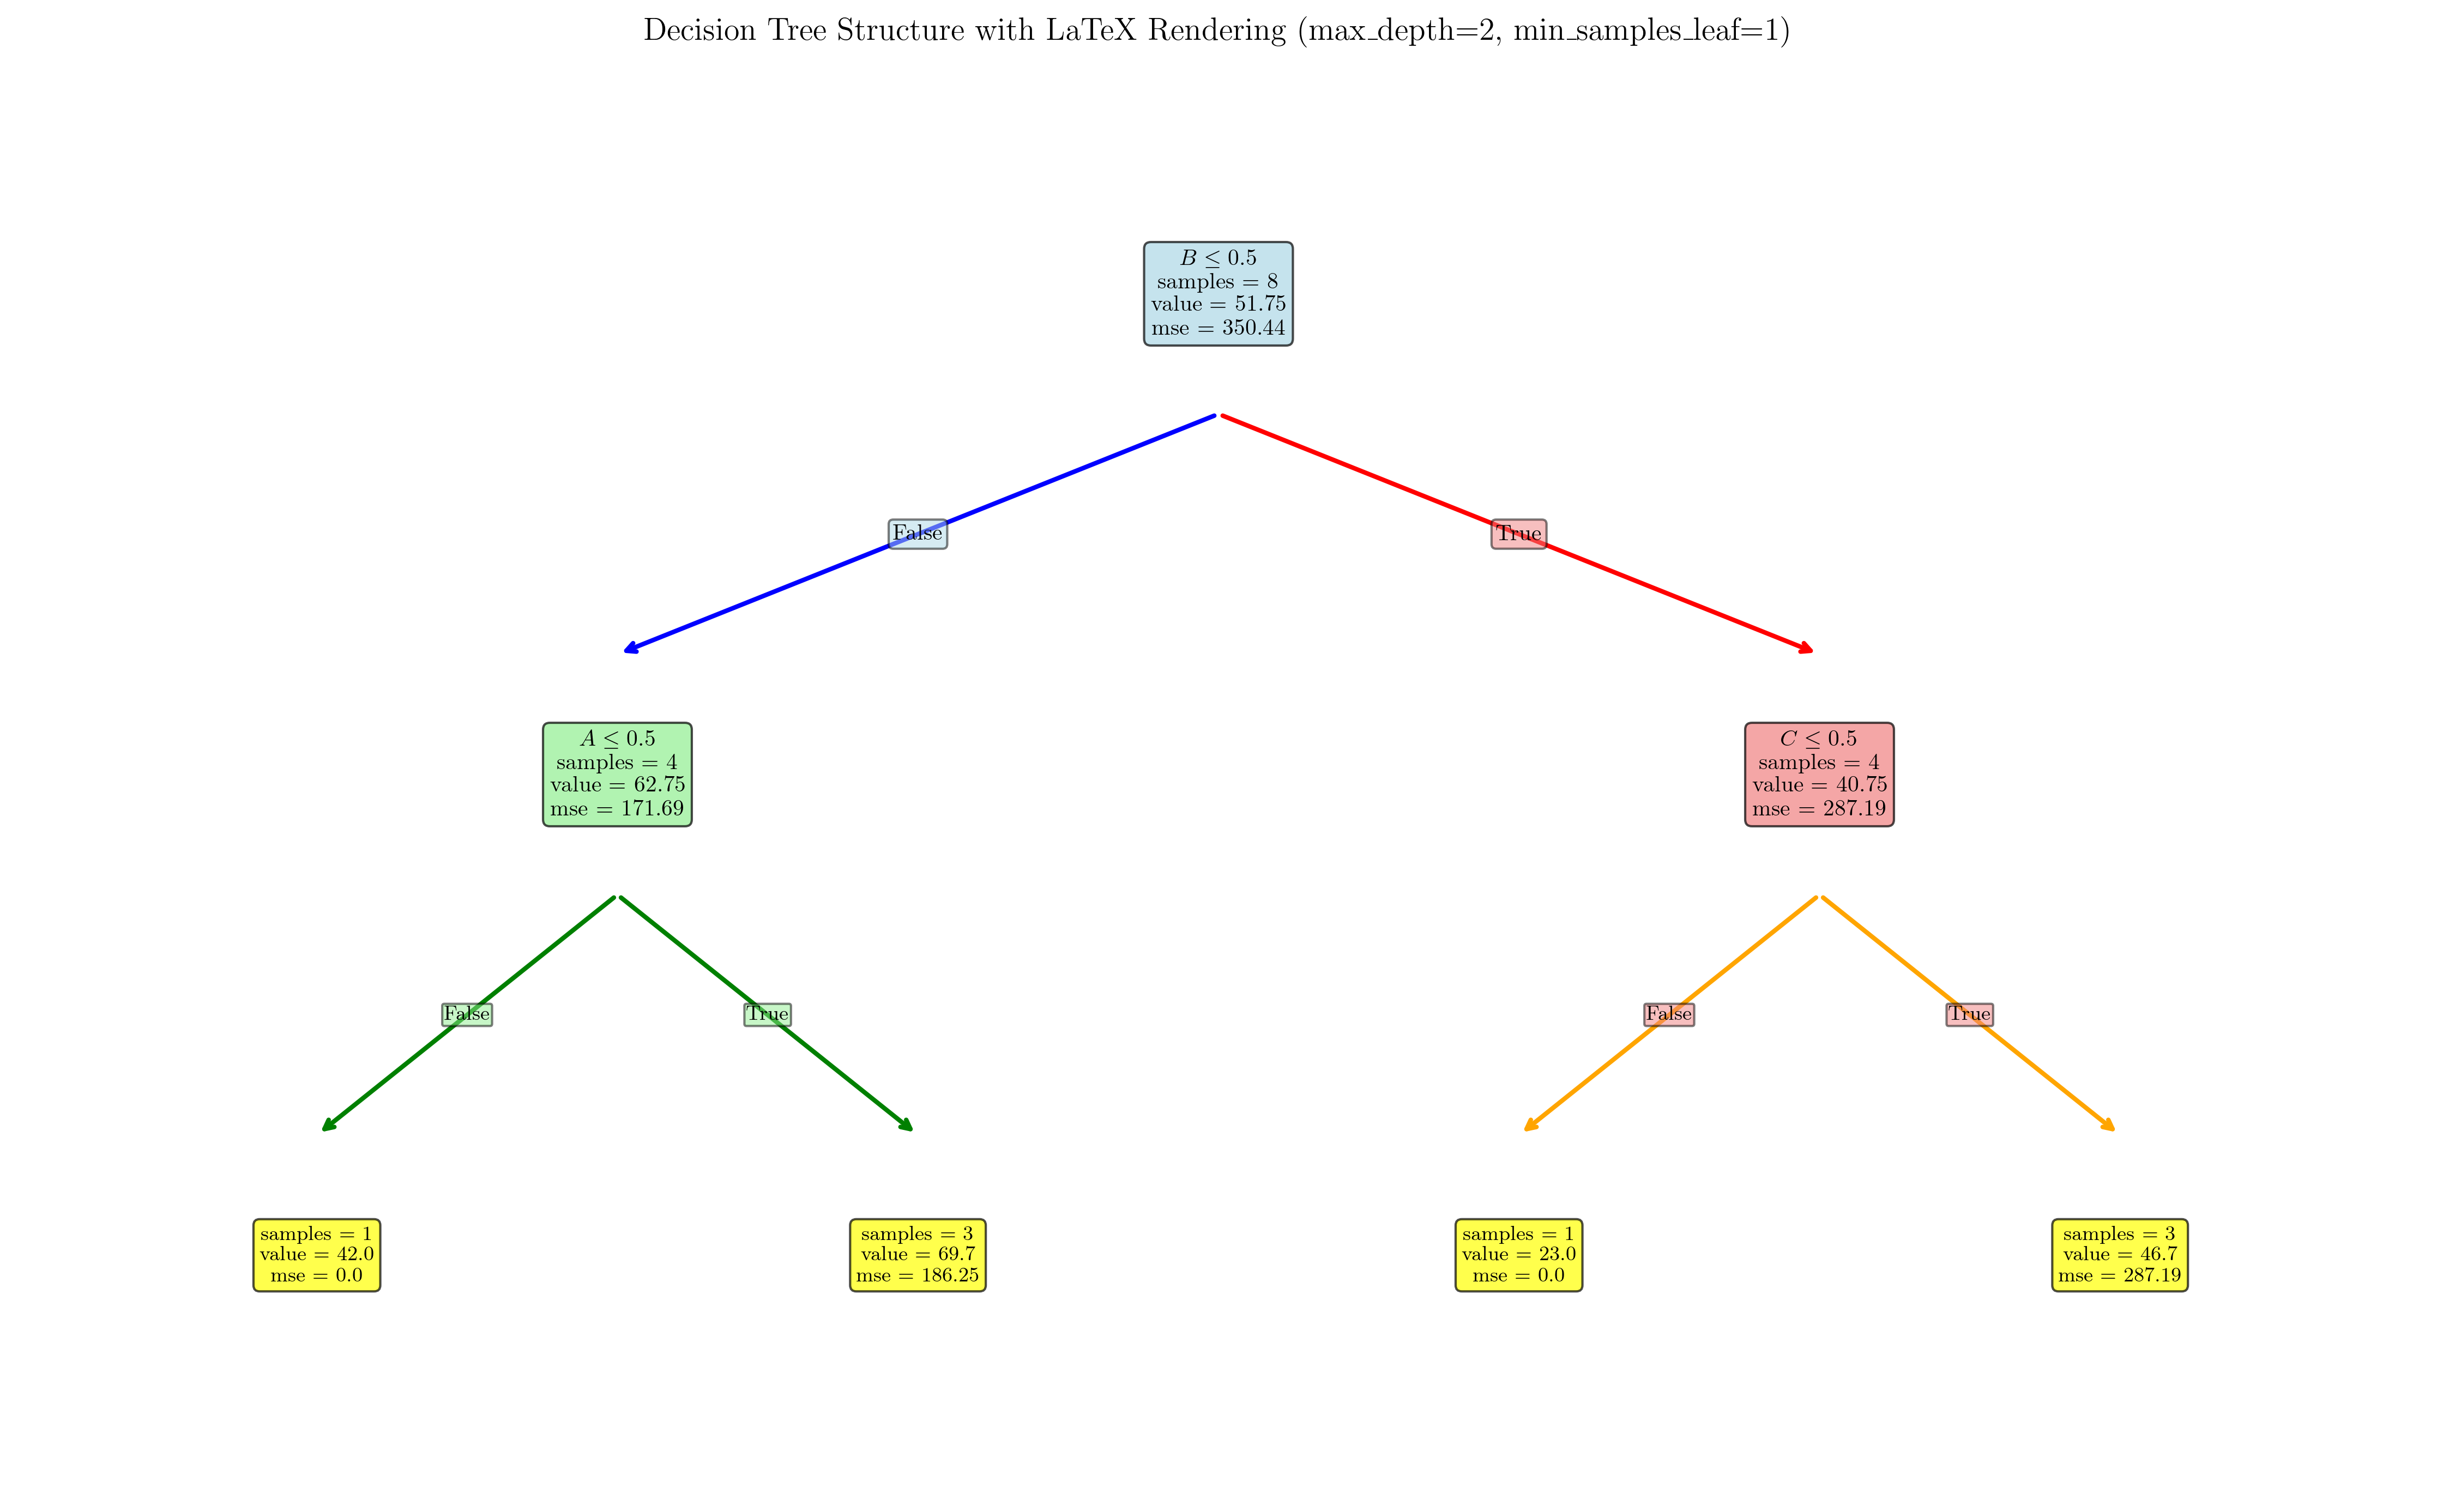 Decision Tree Structure with LaTeX Rendering (max_depth=2, min_samples_leaf=1)
B ≤ 0.5
samples = 8
value = 51.75
mse = 350.44
False
True
A ≤ 0.5
samples = 4
value = 62.75
mse = 171.69
C ≤ 0.5
samples = 4
value = 40.75
mse = 287.19
False
True
False
True
samples = 1
value = 42.0
mse = 0.0
samples = 3
value = 69.7
mse = 186.25
samples = 1
value = 23.0
mse = 0.0
samples = 3
value = 46.7
mse = 287.19